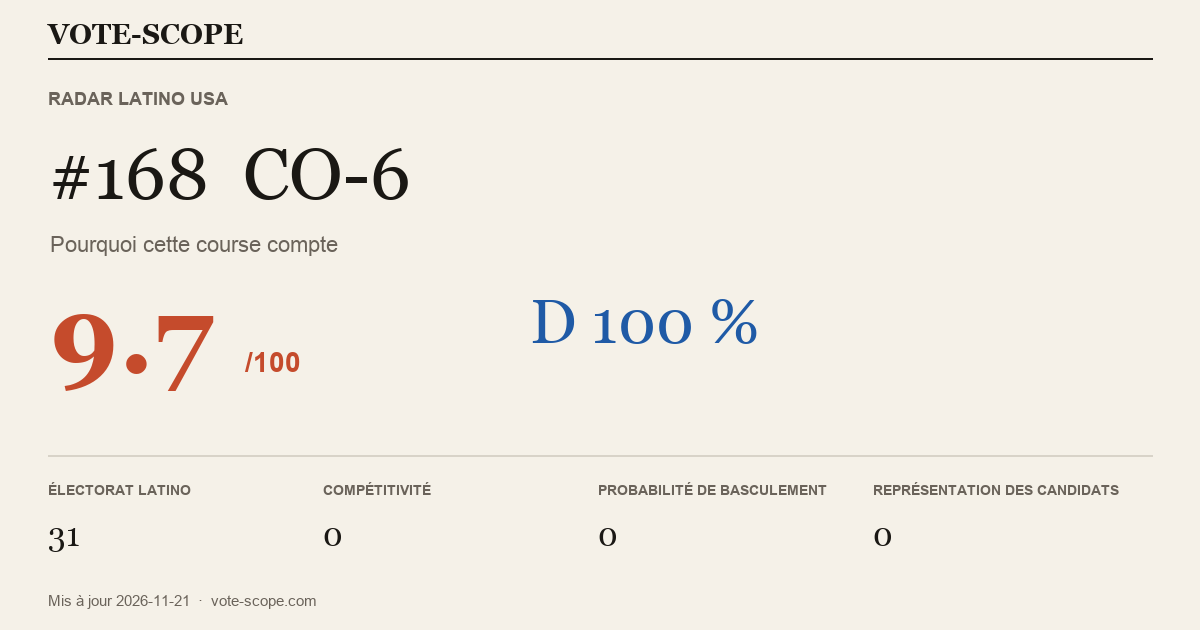 VOTE-SCOPE
RADAR LATINO USA
#168 CO-6
Pourquoi cette course compte
9.7 /100
D 100 %
ÉLECTORAT LATINO COMPÉTITIVITÉ PROBABILITÉ DE BASCULEMENT REPRÉSENTATION DES CANDIDATS
31 0 0 0
Mis à jour 2026-11-21 · vote-scope.com